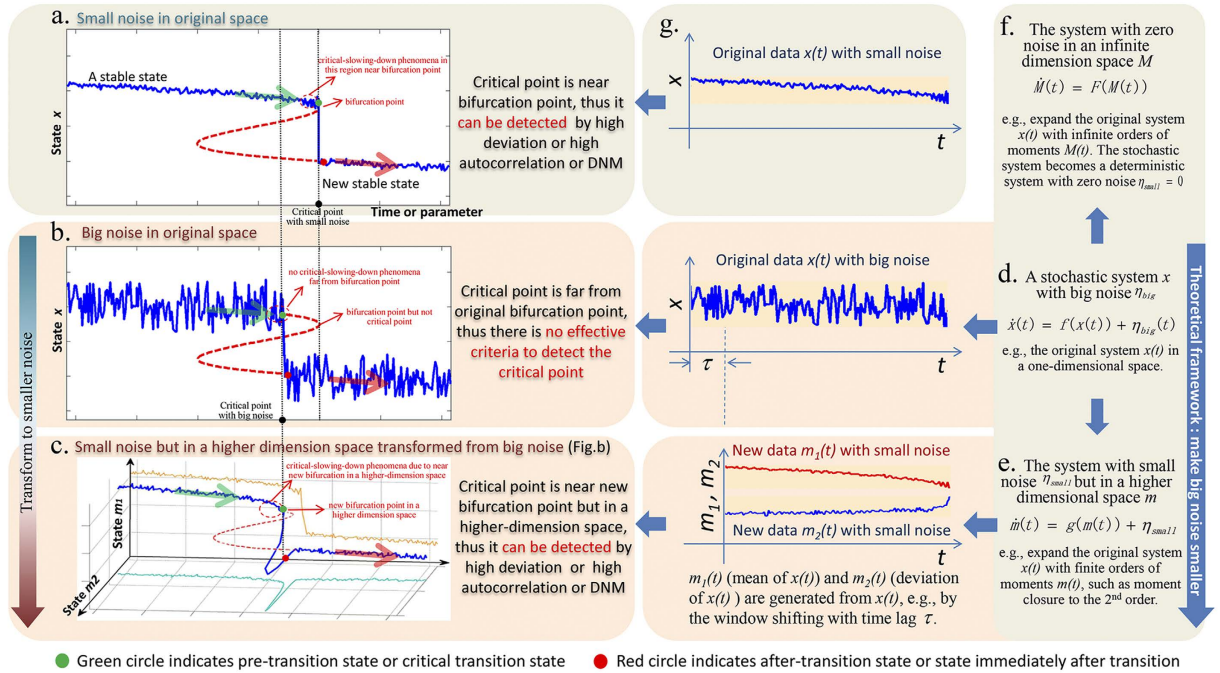 a. Small noise in original space
A stable state
critical-slowing-down phenomena in
this region near bifurcation point
bifurcation point
State x
New stable state
Critical point
with small noise
Time or parameter
Critical point is near
bifurcation point, thus it
can be detected by high
deviation or high
autocorrelation or DNM
g.
Original data x(t) with small noise
x
t
f. The system with zero
noise in an infinite
dimension space M
Ṁ(t) = F(M(t))
e.g., expand the original system
x(t) with infinite orders of
moments M(t). The stochastic
system becomes a deterministic
system with zero noise η_small = 0
b. Big noise in original space
no critical-slowing-down phenomena
far from bifurcation point
bifurcation point but not
critical point
State x
Critical point
with big noise
Critical point is far from
original bifurcation point,
thus there is no effective
criteria to detect the
critical point
Original data x(t) with big noise
x
t
τ
d. A stochastic system x
with big noise η_big
ẋ(t) = f(x(t)) + η_big(t)
e.g., the original system x(t) in
a one-dimensional space.
Transform to smaller noise
c. Small noise but in a higher dimension space transformed from big noise (Fig.b)
critical-slowing-down phenomena due to near
new bifurcation in a higher-dimension space
new bifurcation point in a
higher dimension space
State m1
State m2
Critical point is near new
bifurcation point but in a
higher-dimension space,
thus it can be detected by
high deviation or high
autocorrelation or DNM
New data m₁(t) with small noise
m₁, m₂
New data m₂(t) with small noise
t
m₁(t) (mean of x(t)) and m₂(t) (deviation
of x(t) ) are generated from x(t), e.g., by
the window shifting with time lag τ.
e. The system with small
noise η_small but in a higher
dimensional space m
ṁ(t) = g(m(t)) + η_small
e.g., expand the original system
x(t) with finite orders of
moments m(t), such as moment
closure to the 2nd order.
Theoretical framework : make big noise smaller
Green circle indicates pre-transition state or critical transition state
Red circle indicates after-transition state or state immediately after transition